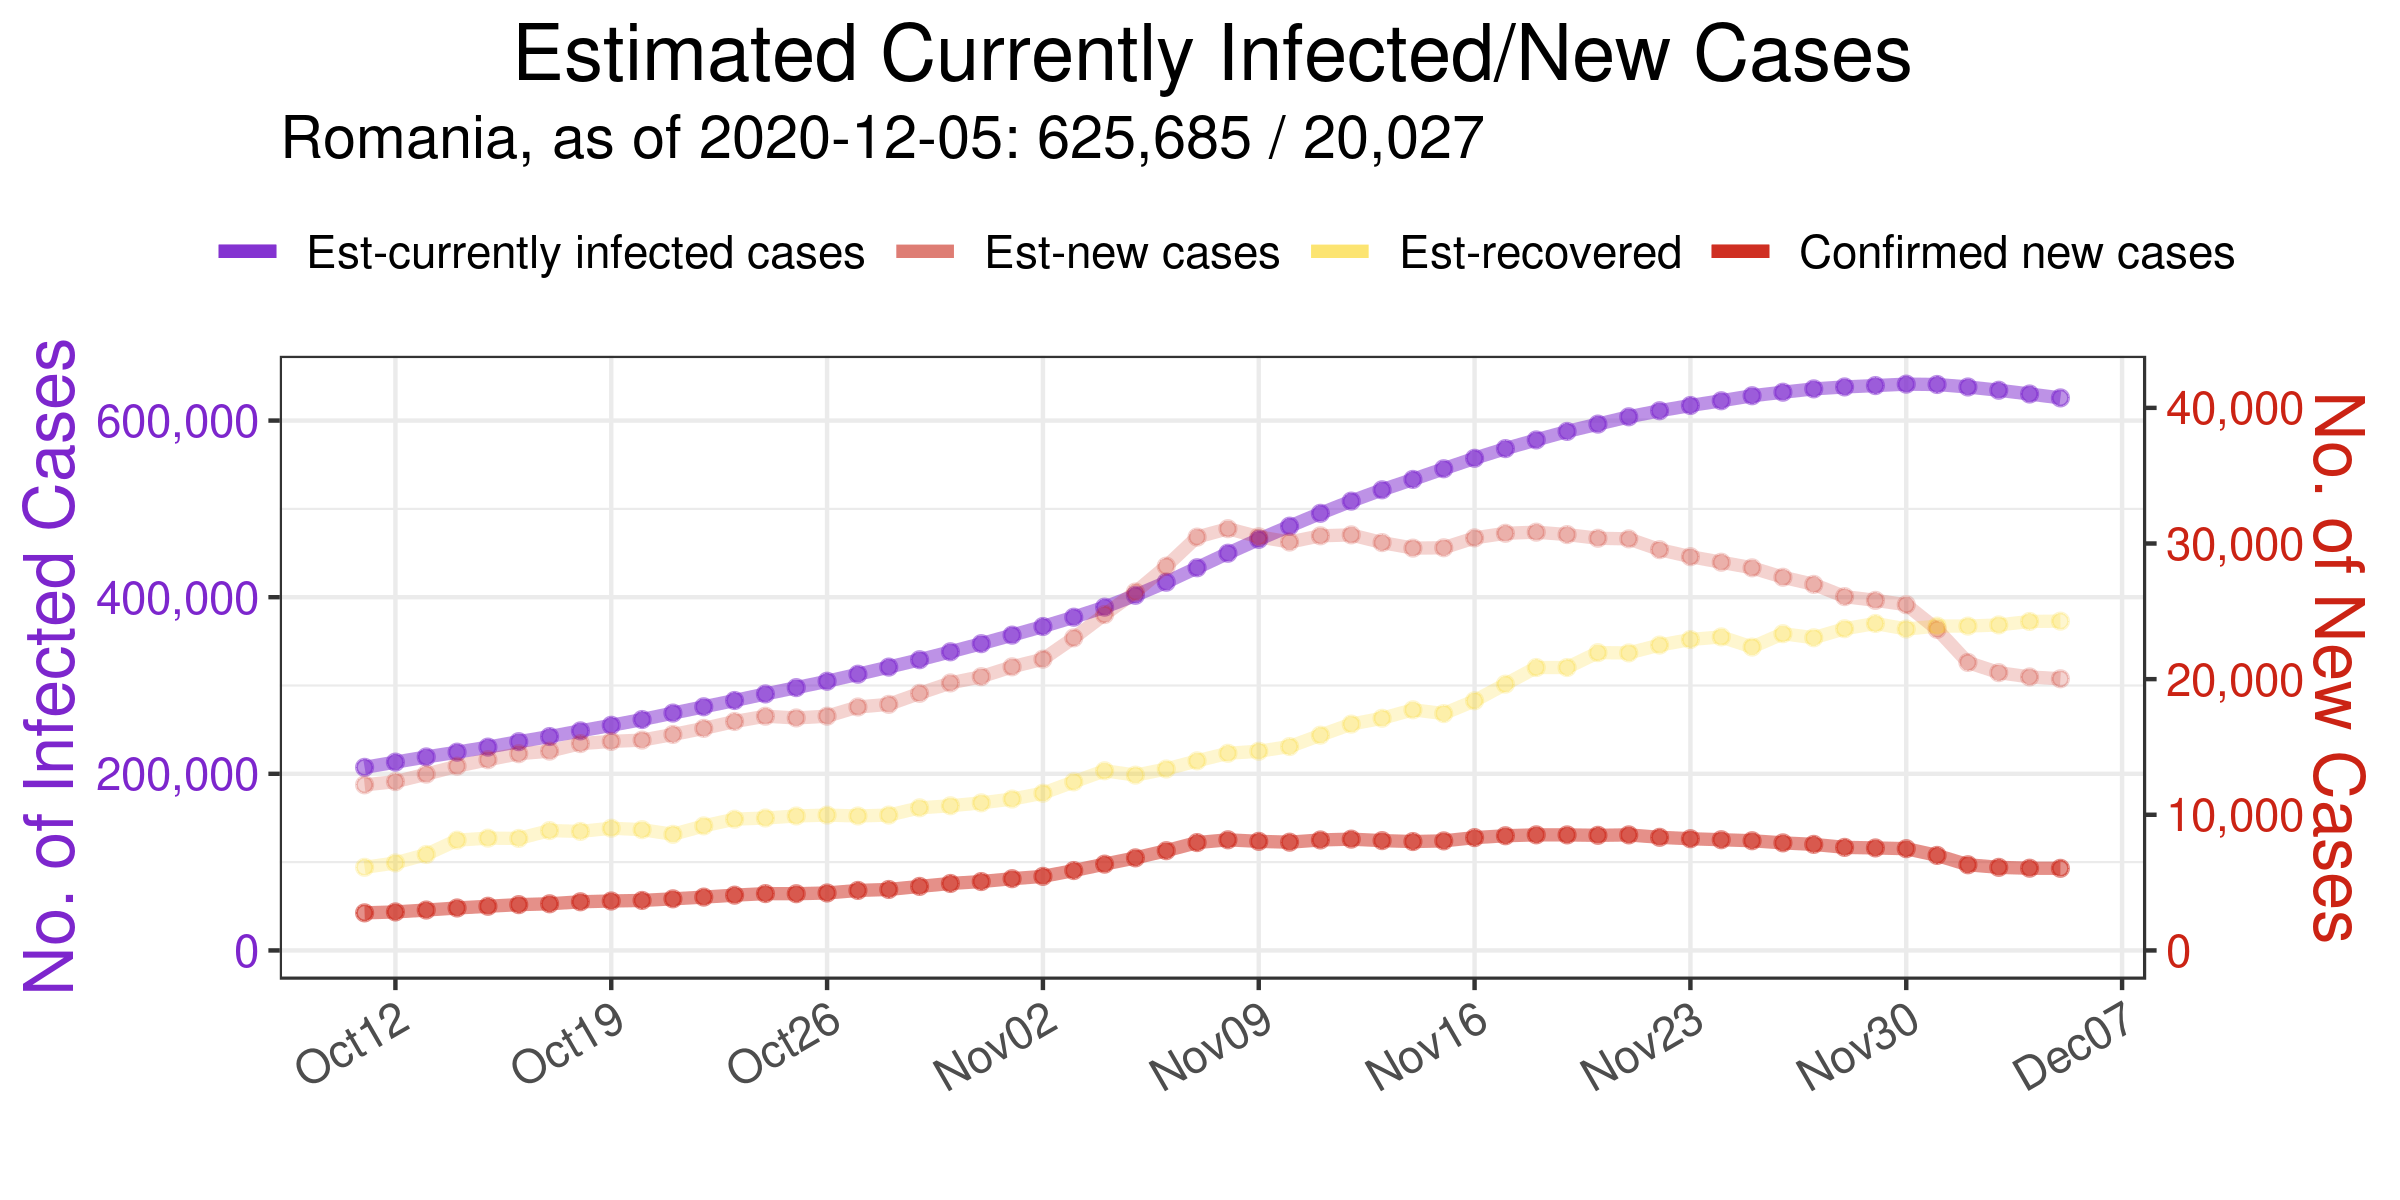 Estimated Currently Infected/New Cases
Romania, as of 2020-12-05: 625,685 / 20,027
Est-currently infected cases Est-new cases Est-recovered Confirmed new cases
No. of Infected Cases
600,000
400,000
200,000
0
40,000
30,000
20,000
10,000
0
No. of New Cases
Oct12 Oct19 Oct26 Nov02 Nov09 Nov16 Nov23 Nov30 Dec07